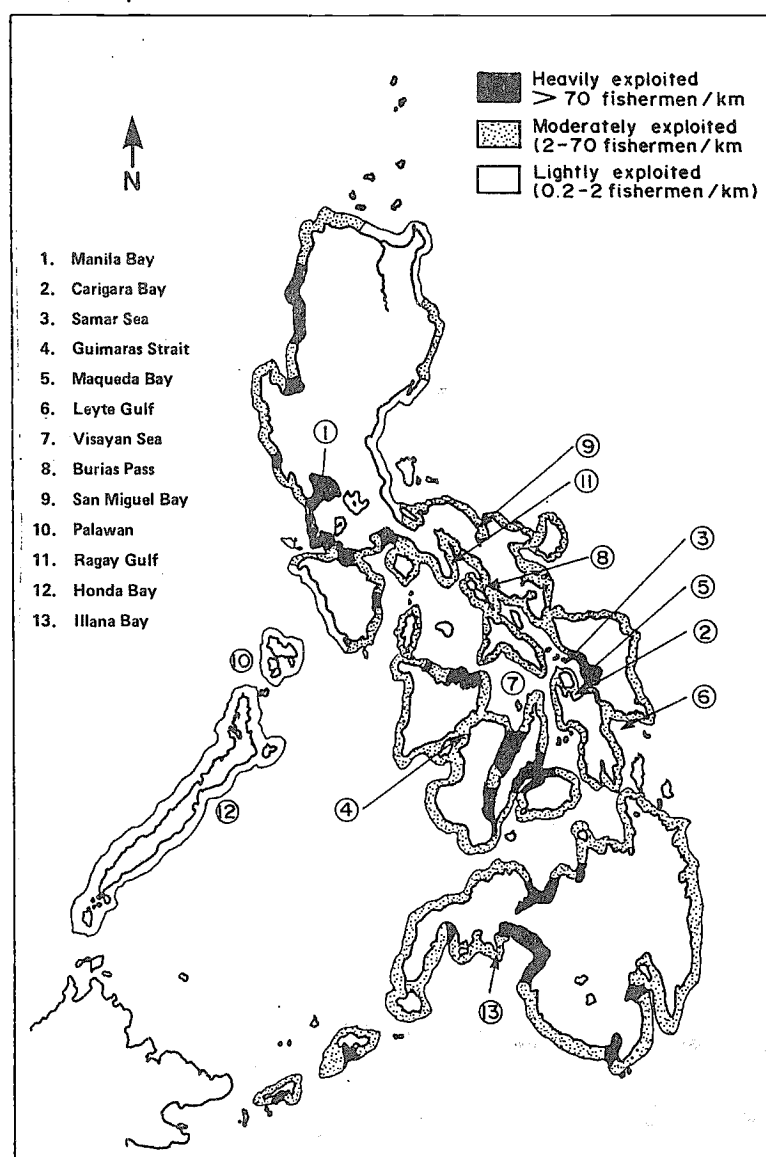 Heavily exploited
> 70 fishermen/km
Moderately exploited
(2-70 fishermen/km
Lightly exploited
(0.2-2 fishermen/km)
N
1. Manila Bay
2. Carigara Bay
3. Samar Sea
4. Guimaras Strait
5. Maqueda Bay
6. Leyte Gulf
7. Visayan Sea
8. Burias Pass
9. San Miguel Bay
10. Palawan
11. Ragay Gulf
12. Honda Bay
13. Illana Bay
1
9
11
3
8
5
2
10
7
6
4
12
13